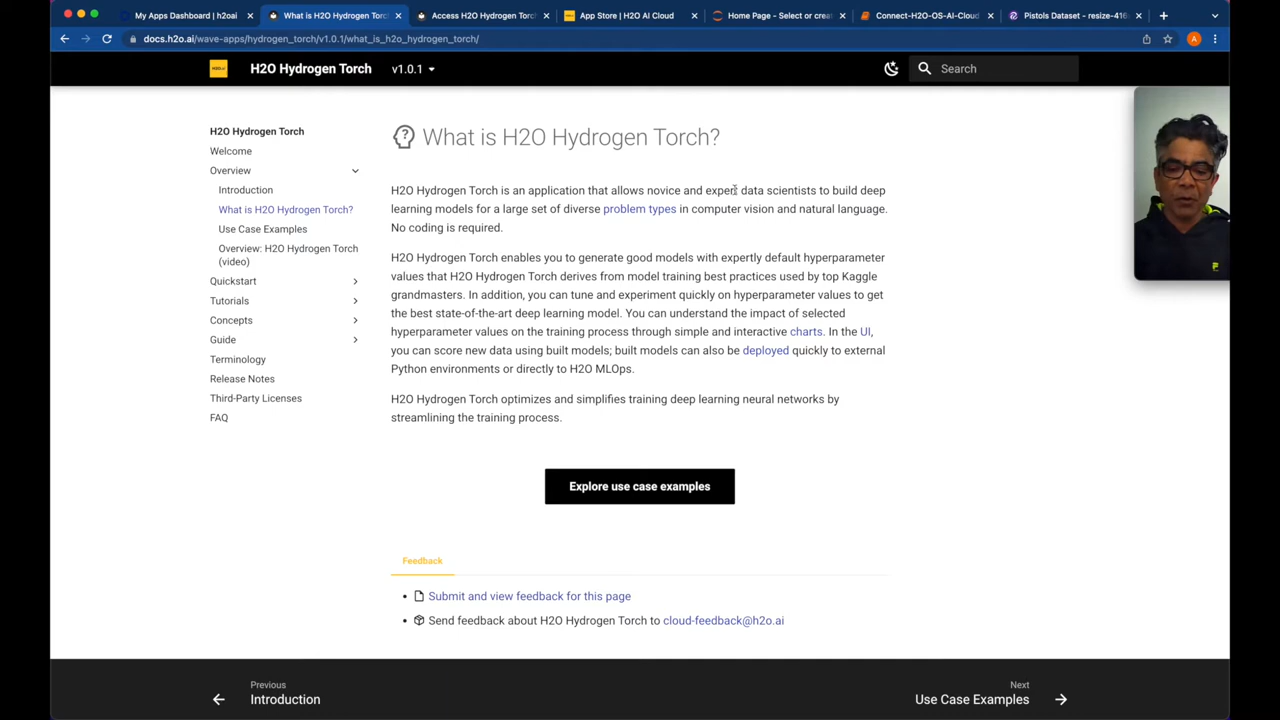 My Apps Dashboard | h2oai
What is H2O Hydrogen Torch
Access H2O Hydrogen Torch
App Store | H2O AI Cloud
Home Page - Select or crea
Connect-H2O-OS-AI-Cloud
Pistols Dataset - resize-416
docs.h2o.ai/wave-apps/hydrogen_torch/v1.0.1/what_is_h2o_hydrogen_torch/
A
H2O.ai
H2O Hydrogen Torch
v1.0.1
Search
H2O Hydrogen Torch
Welcome
Overview
Introduction
What is H2O Hydrogen Torch?
Use Case Examples
Overview: H2O Hydrogen Torch
(video)
Quickstart
Tutorials
Concepts
Guide
Terminology
Release Notes
Third-Party Licenses
FAQ
What is H2O Hydrogen Torch?
H2O Hydrogen Torch is an application that allows novice and expert data scientists to build deep
learning models for a large set of diverse problem types in computer vision and natural language.
No coding is required.
H2O Hydrogen Torch enables you to generate good models with expertly default hyperparameter
values that H2O Hydrogen Torch derives from model training best practices used by top Kaggle
grandmasters. In addition, you can tune and experiment quickly on hyperparameter values to get
the best state-of-the-art deep learning model. You can understand the impact of selected
hyperparameter values on the training process through simple and interactive charts. In the UI,
you can score new data using built models; built models can also be deployed quickly to external
Python environments or directly to H2O MLOps.
H2O Hydrogen Torch optimizes and simplifies training deep learning neural networks by
streamlining the training process.
Explore use case examples
Feedback
Submit and view feedback for this page
Send feedback about H2O Hydrogen Torch to cloud-feedback@h2o.ai
Previous
Introduction
Next
Use Case Examples